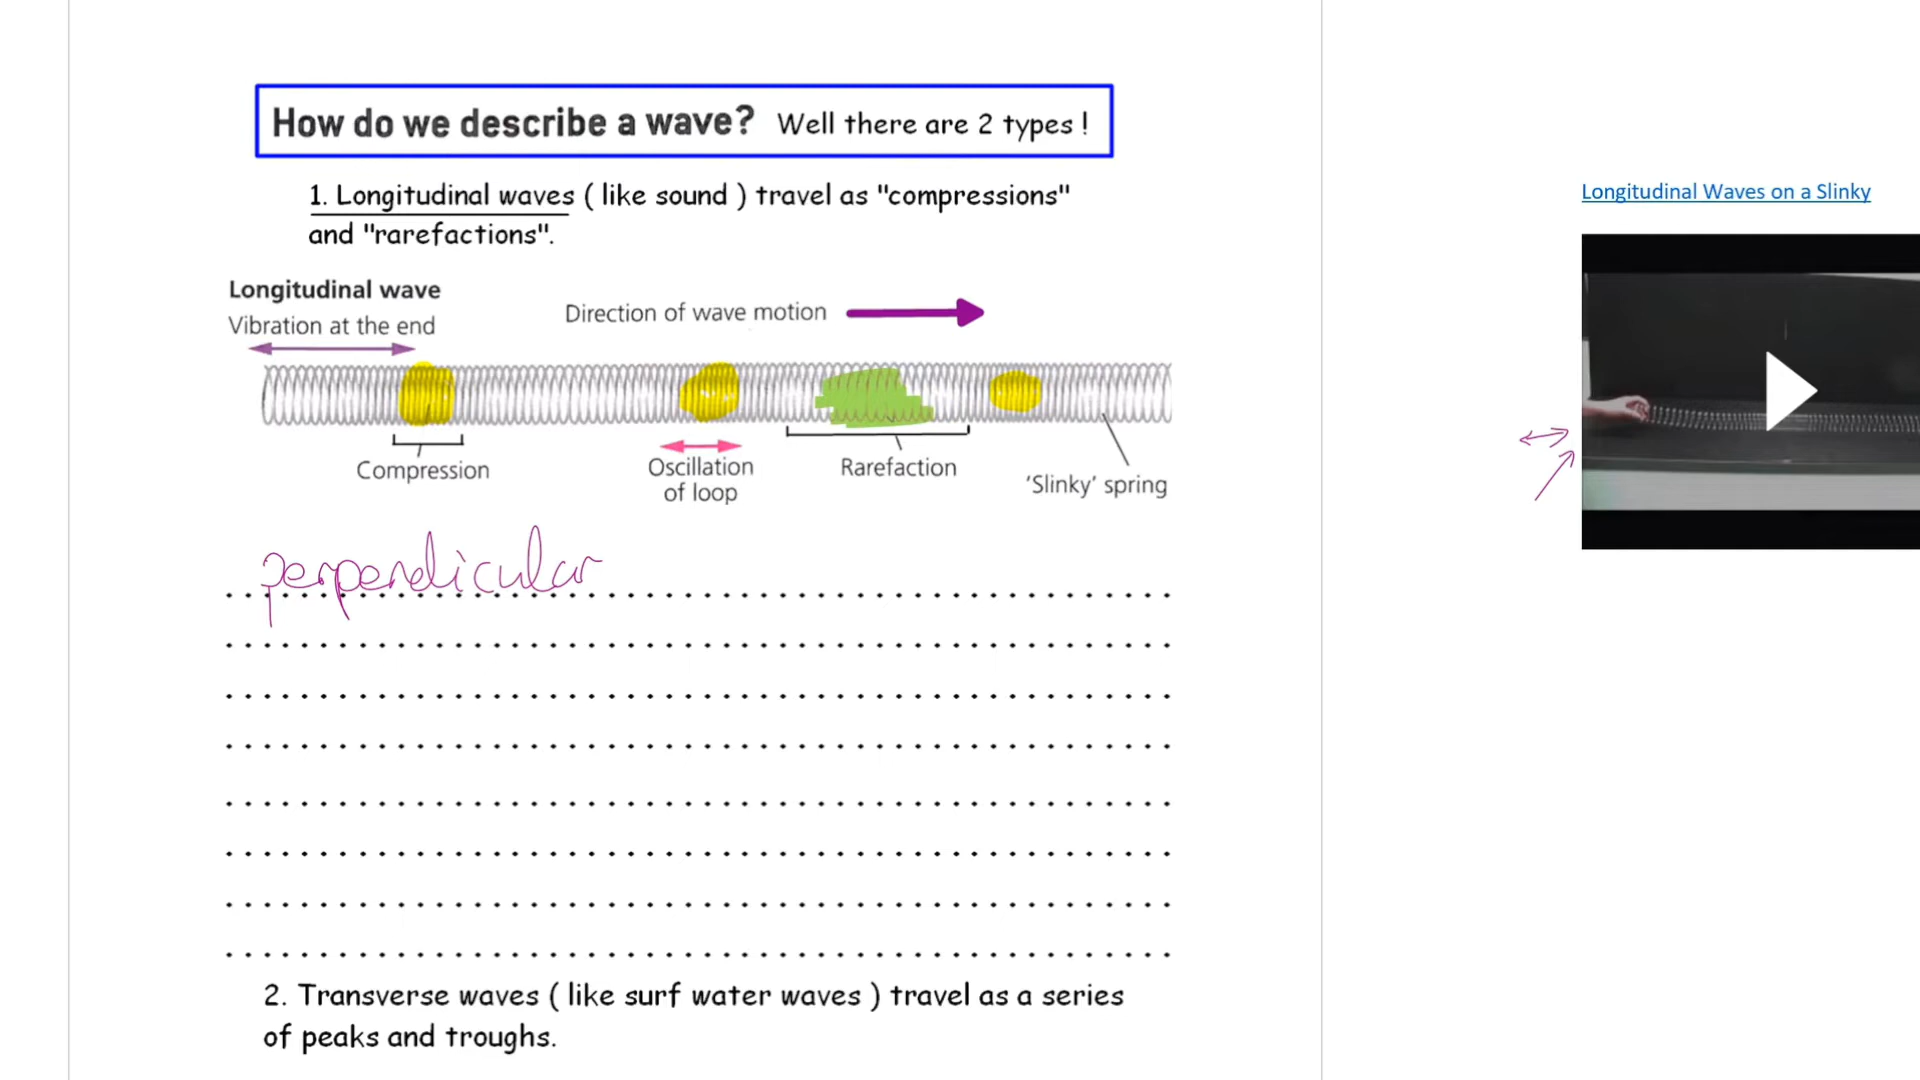 How do we describe a wave? Well there are 2 types !
1. Longitudinal waves ( like sound ) travel as "compressions"
and "rarefactions".
Longitudinal wave
Vibration at the end
Direction of wave motion
Compression
Oscillation
of loop
Rarefaction
'Slinky' spring
perpendicular
2. Transverse waves ( like surf water waves ) travel as a series
of peaks and troughs.
Longitudinal Waves on a Slinky